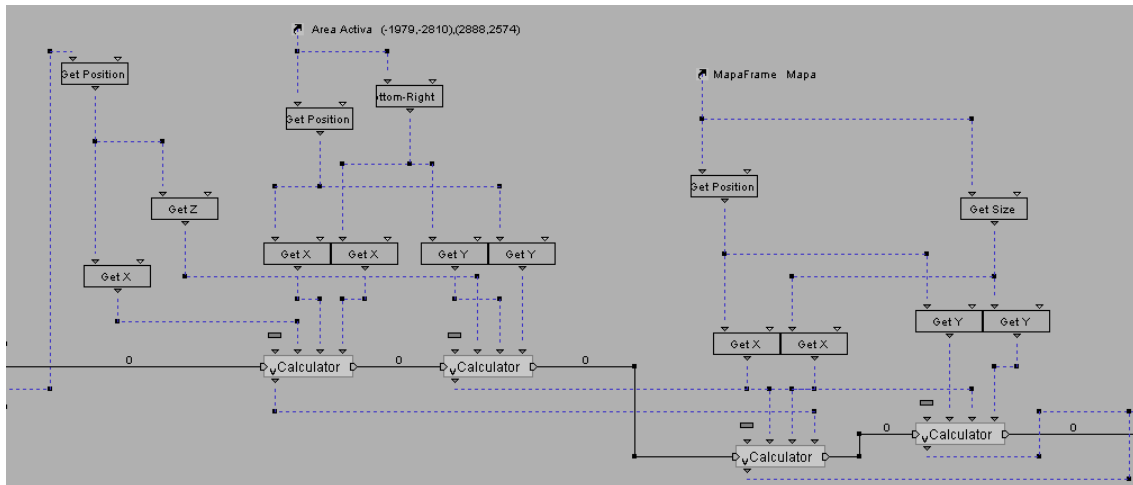 Area Activa (-1979,-2810),(2888,2574)
Get Position
MapaFrame Mapa
ottom-Right
Get Position
Get Position
Get Z
Get Size
Get X
Get X
Get Y
Get Y
Get X
Get Y
Get Y
Get X
Get X
0
Calculator
0
Calculator
0
Calculator
0
Calculator
0